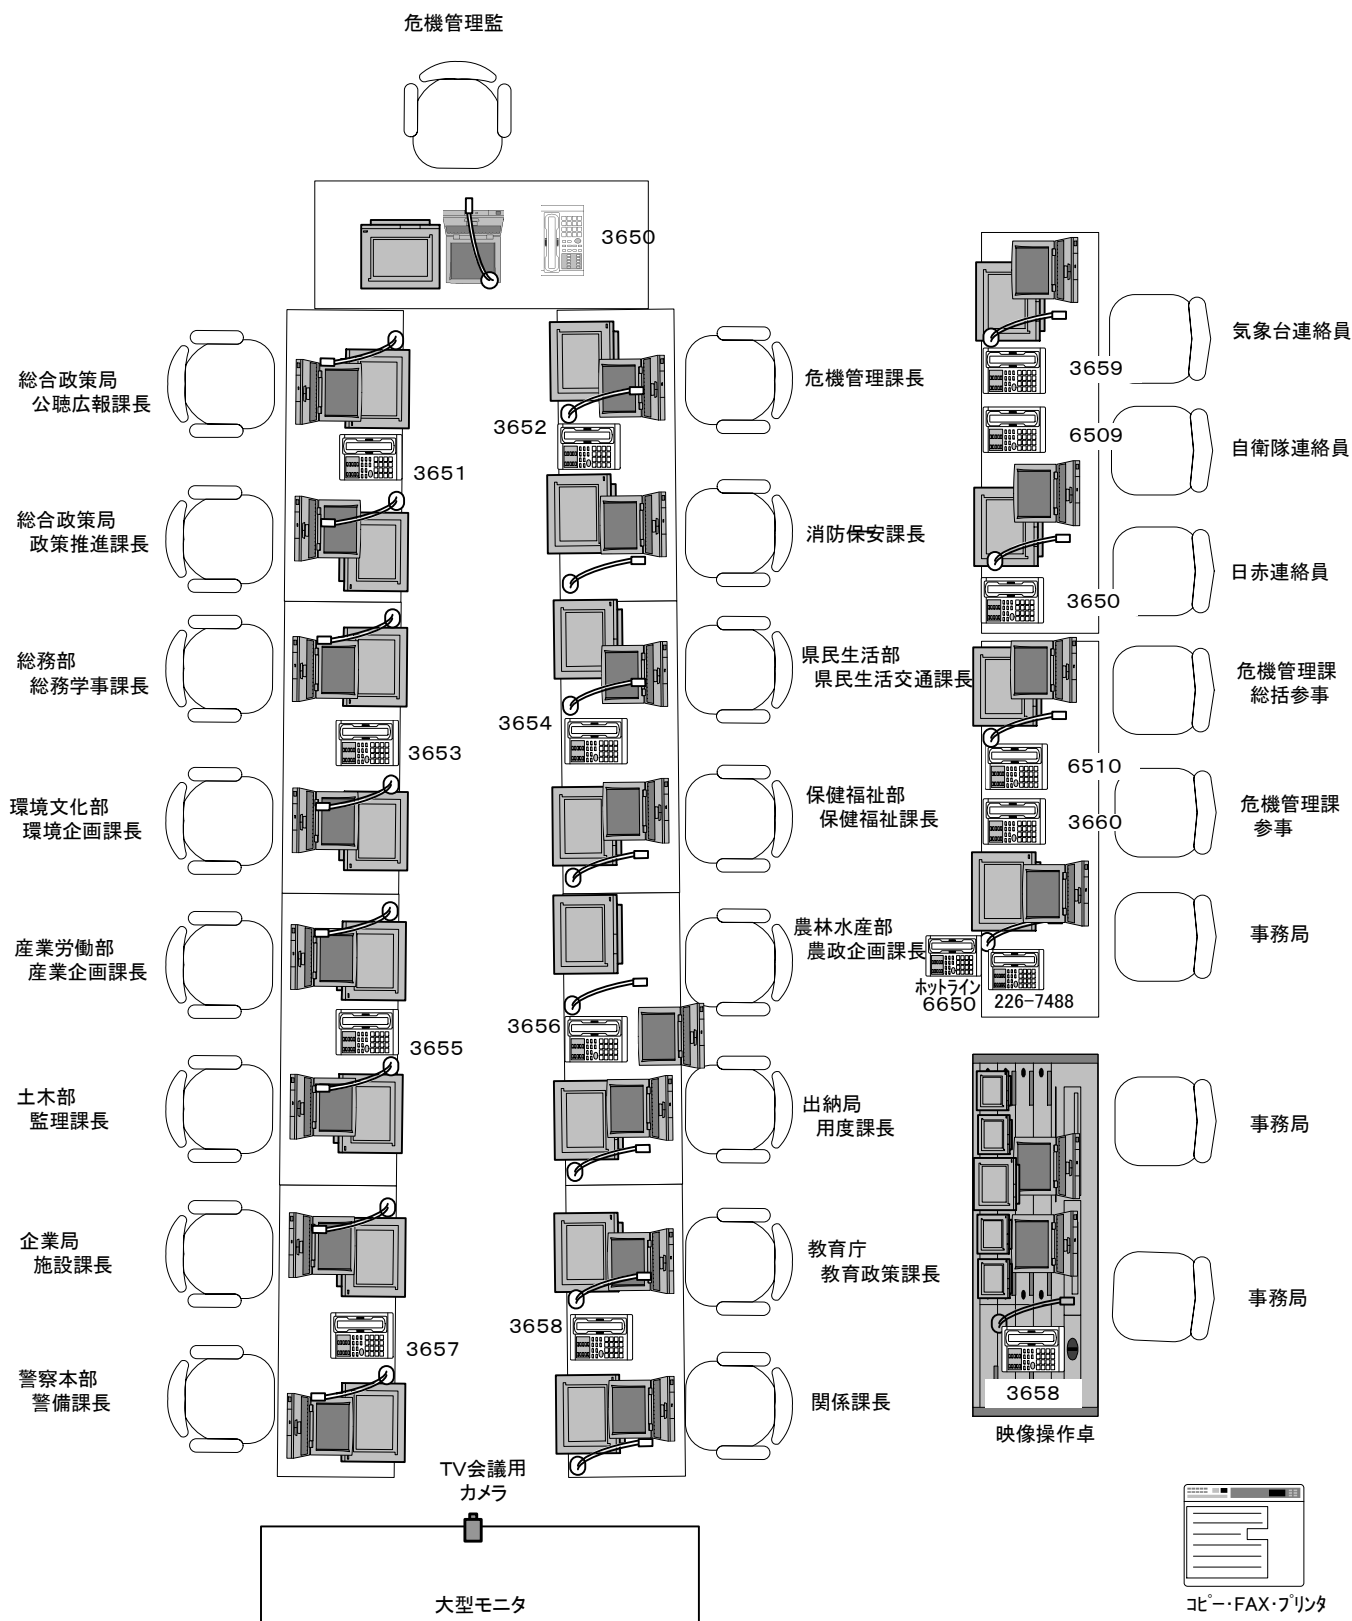 危機管理監
3650
総合政策局
公聴広報課長
3651
総合政策局
政策推進課長
総務部
総務学事課長
3653
環境文化部
環境企画課長
産業労働部
産業企画課長
3655
土木部
監理課長
企業局
施設課長
3657
警察本部
警備課長
3652
危機管理課長
消防保安課長
県民生活部
県民生活交通課長
3654
保健福祉部
保健福祉課長
農林水産部
農政企画課長
3656
出納局
用度課長
教育庁
教育政策課長
3658
関係課長
気象台連絡員
3659
6509
自衛隊連絡員
日赤連絡員
3650
危機管理課
総括参事
6510
3660
危機管理課
参事
事務局
ホットライン
6650
226-7488
事務局
事務局
3658
映像操作卓
TV会議用
カメラ
大型モニタ
コピー・FAX・プリンタ